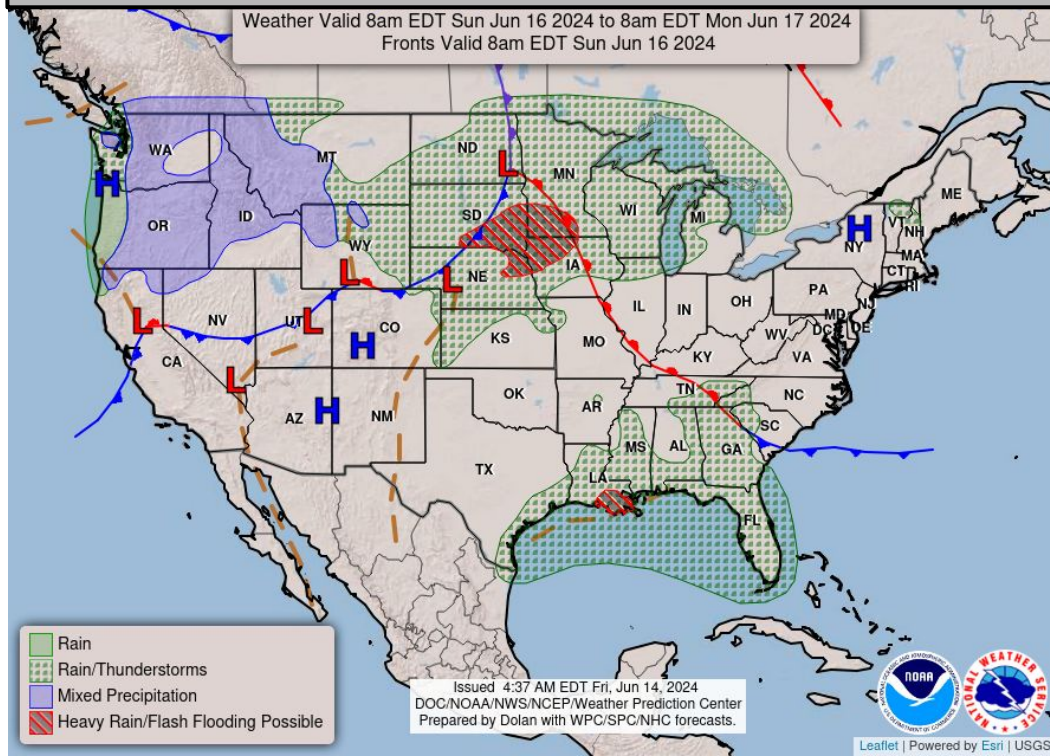 Weather Valid 8am EDT Sun Jun 16 2024 to 8am EDT Mon Jun 17 2024
Fronts Valid 8am EDT Sun Jun 16 2024
WA
MT
ND
MN
ME
H
L
OR
ID
SD
WI
MI
VT
NH
H
NY
WY
L
NE
L
IA
MA
CT
RI
PA
NJ
L
NV
UT
L
H
CO
KS
MO
IL
IN
OH
WV
MD
DC
DE
VA
CA
L
KY
AZ
H
NM
OK
AR
TN
NC
SC
TX
LA
MS
AL
GA
FL
Rain
Rain/Thunderstorms
Mixed Precipitation
Heavy Rain/Flash Flooding Possible
Issued 4:37 AM EDT Fri, Jun 14, 2024
DOC/NOAA/NWS/NCEP/Weather Prediction Center
Prepared by Dolan with WPC/SPC/NHC forecasts.
NOAA
NATIONAL WEATHER SERVICE
Leaflet | Powered by Esri | USGS